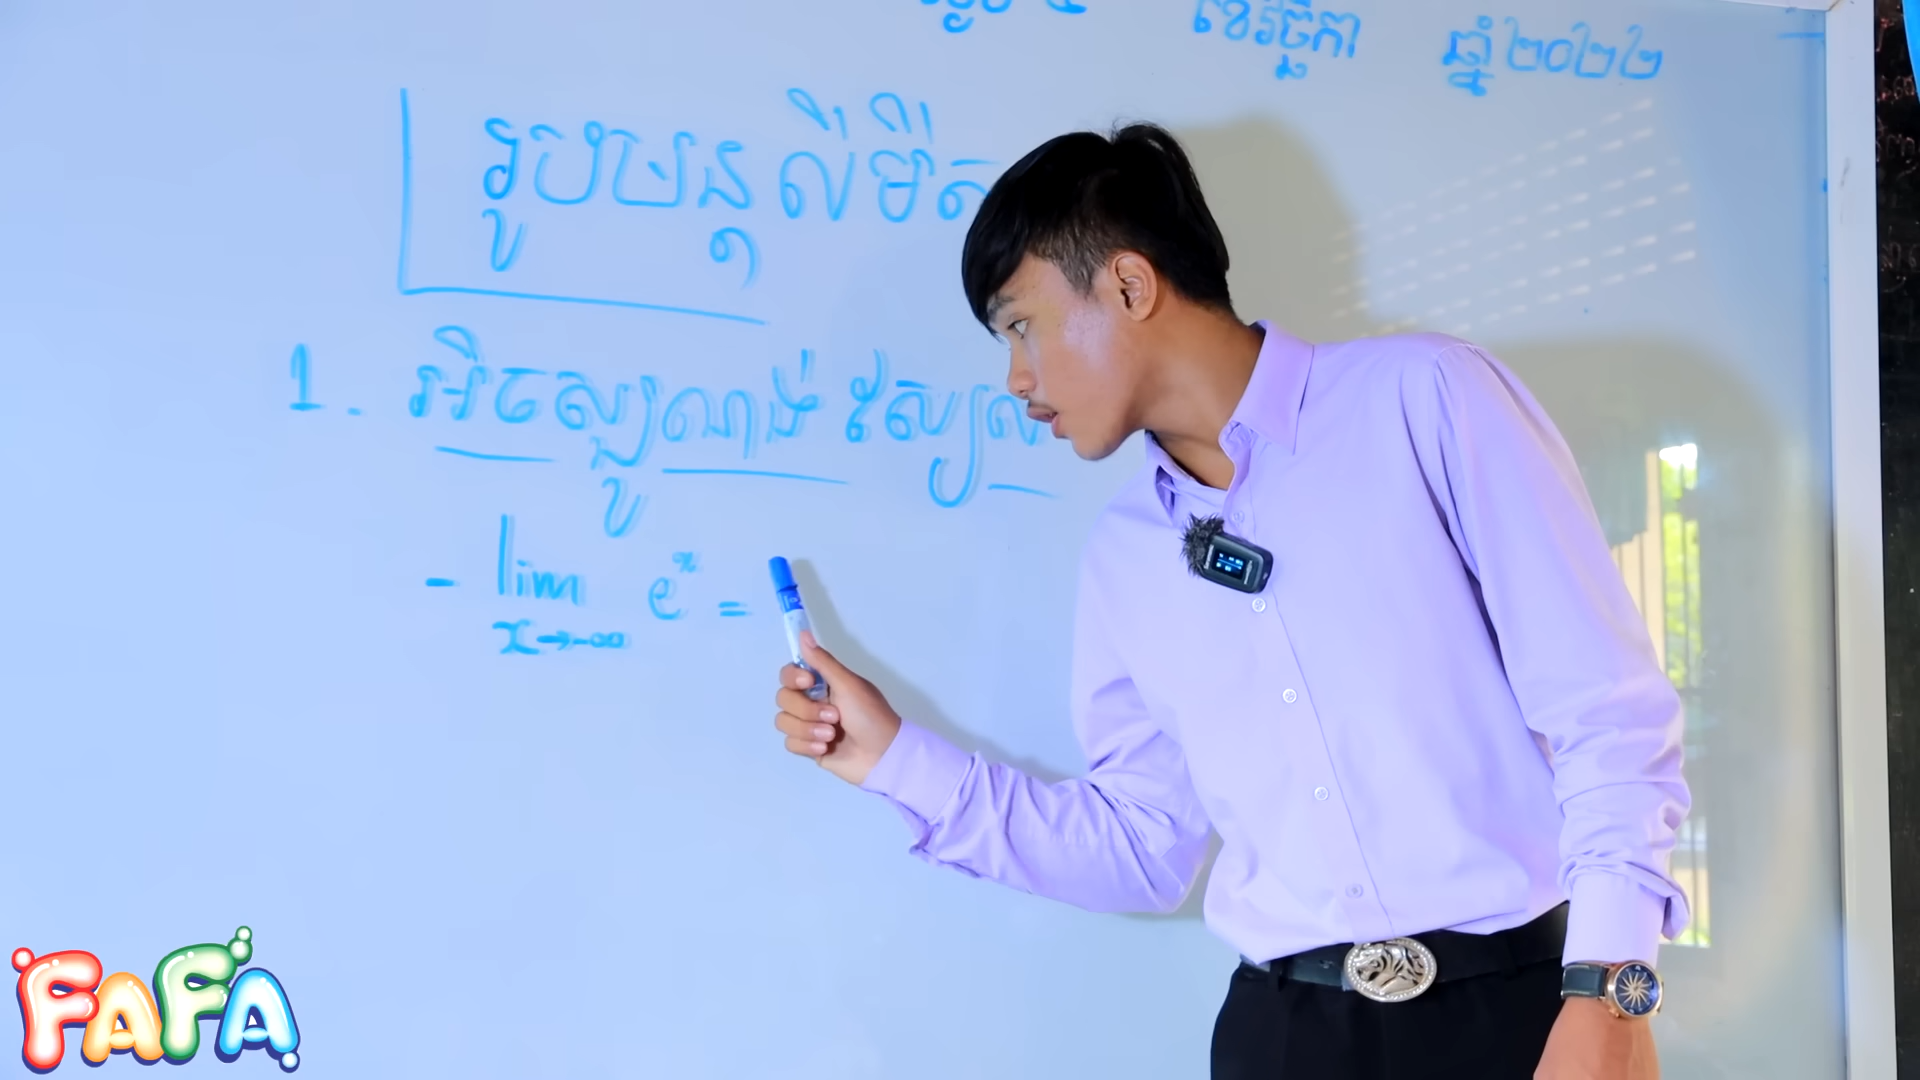 ខែវិច្ឆិកា ឆ្នាំ២០២២
រូបមន្តលីមីត
1. អិចស្ប៉ូណង់ស្យែល
- lim e^x =
x→-∞
FAFA